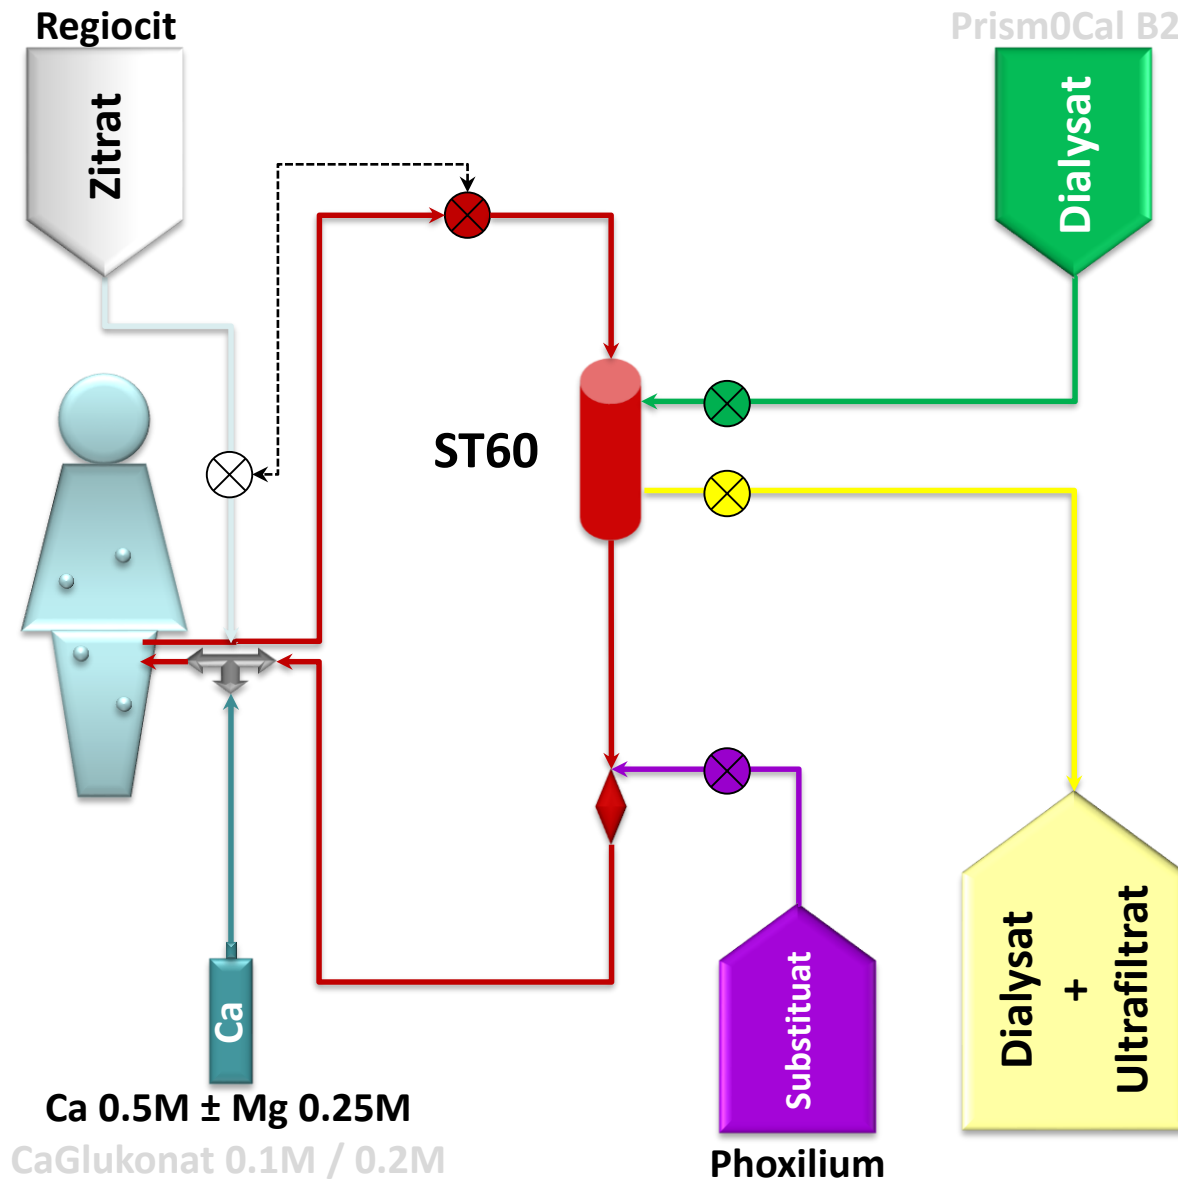 Regiocit
Prism0Cal B2
Zitrat
Dialysat
ST60
Ca
Substituat
Dialysat
+
Ultrafiltrat
Ca 0.5M ± Mg 0.25M
CaGlukonat 0.1M / 0.2M
Phoxilium